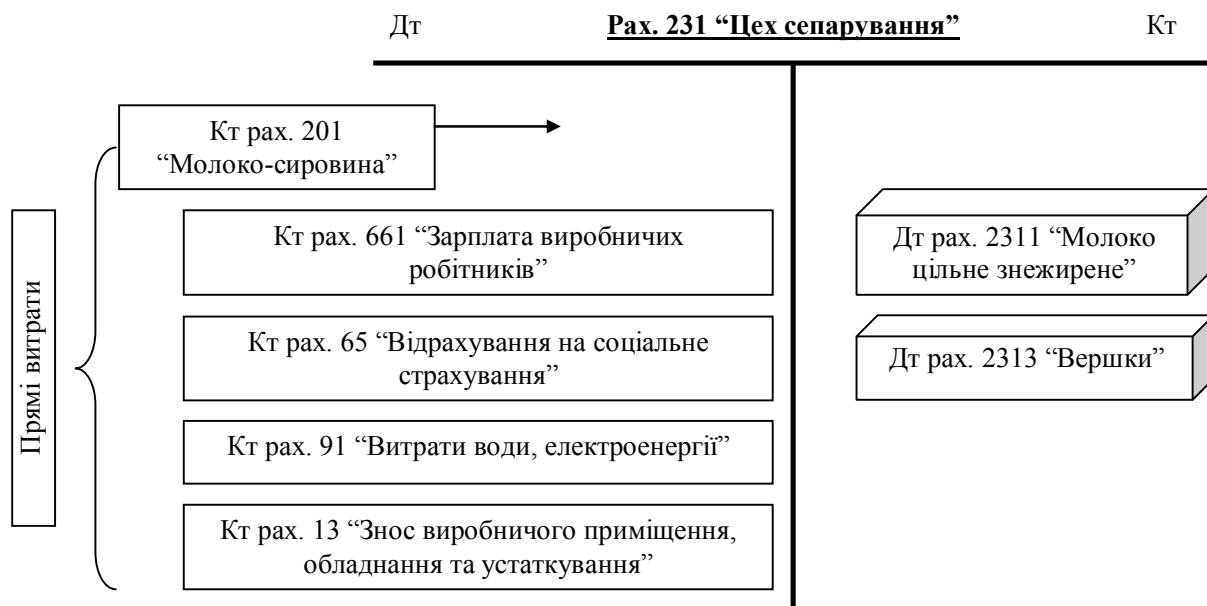 Дт Рах. 231 “Цех сепарування” Кт
Кт рах. 201
“Молоко-сировина”
Прямі витрати
Кт рах. 661 “Зарплата виробничих
робітників”
Дт рах. 2311 “Молоко
цільне знежирене”
Кт рах. 65 “Відрахування на соціальне
страхування”
Дт рах. 2313 “Вершки”
Кт рах. 91 “Витрати води, електроенергії”
Кт рах. 13 “Знос виробничого приміщення,
обладнання та устаткування”